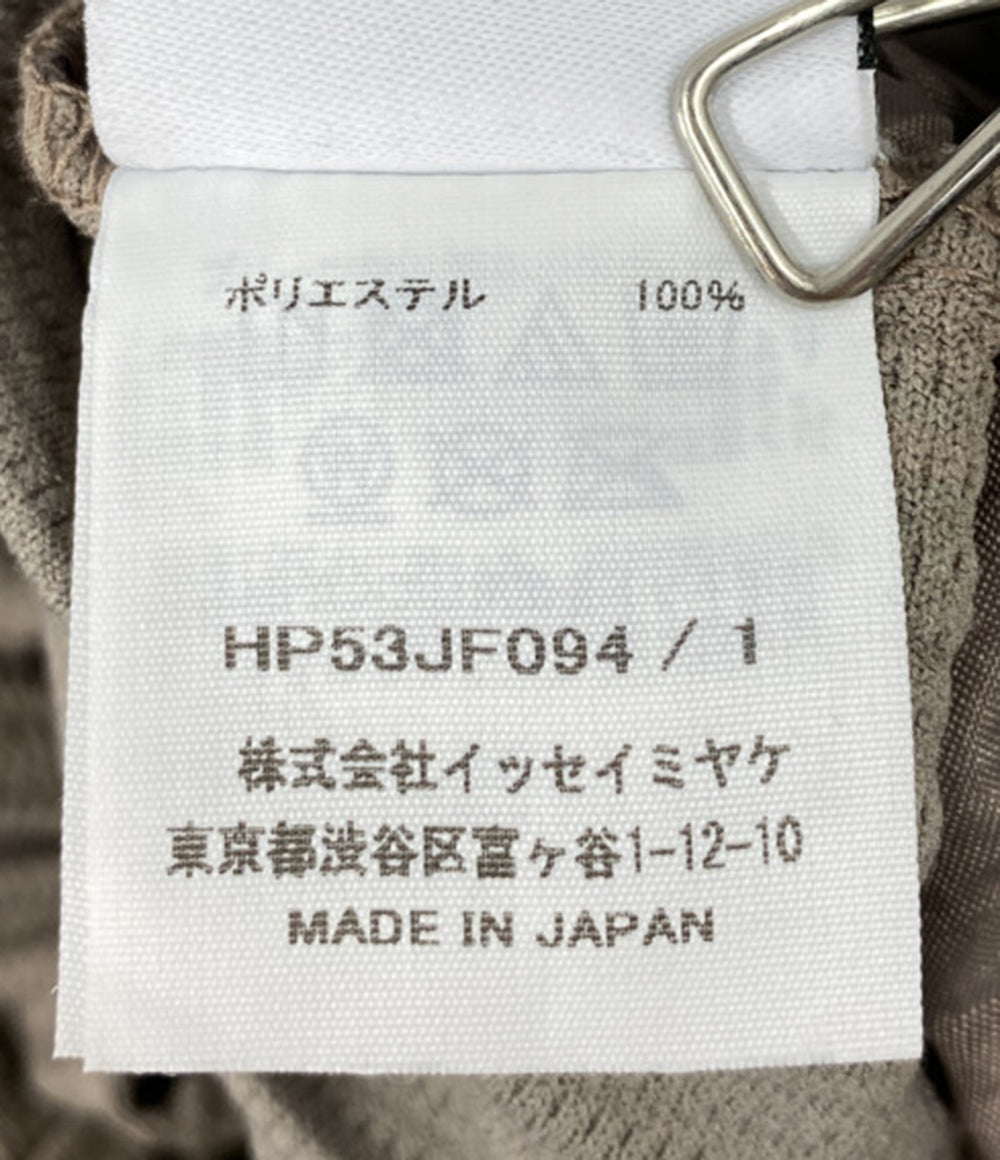 ポリエステル 100%
HP53JF094 / 1
株式会社イッセイミヤケ
東京都渋谷区富ヶ谷1-12-10
MADE IN JAPAN